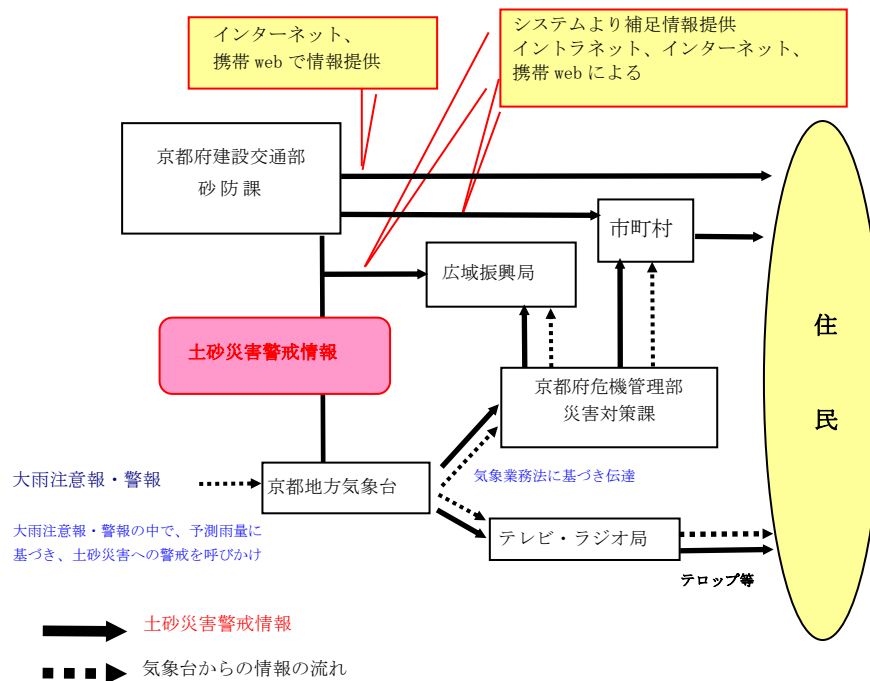 インターネット、
携帯 web で情報提供
システムより補足情報提供
イントラネット、インターネット、
携帯 web による
京都府建設交通部
砂防課
市町村
広域振興局
住
民
土砂災害警戒情報
京都府危機管理部
災害対策課
大雨注意報・警報
京都地方気象台
気象業務法に基づき伝達
大雨注意報・警報の中で、予測雨量に
基づき、土砂災害への警戒を呼びかけ
テレビ・ラジオ局
テロップ等
土砂災害警戒情報
気象台からの情報の流れ